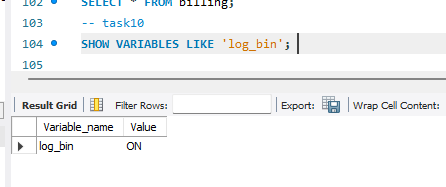 102 SELECT * FROM billing;
103 -- task10
104 SHOW VARIABLES LIKE 'log_bin';
105
Result Grid Filter Rows: Export: Wrap Cell Content:
Variable_name Value
log_bin ON